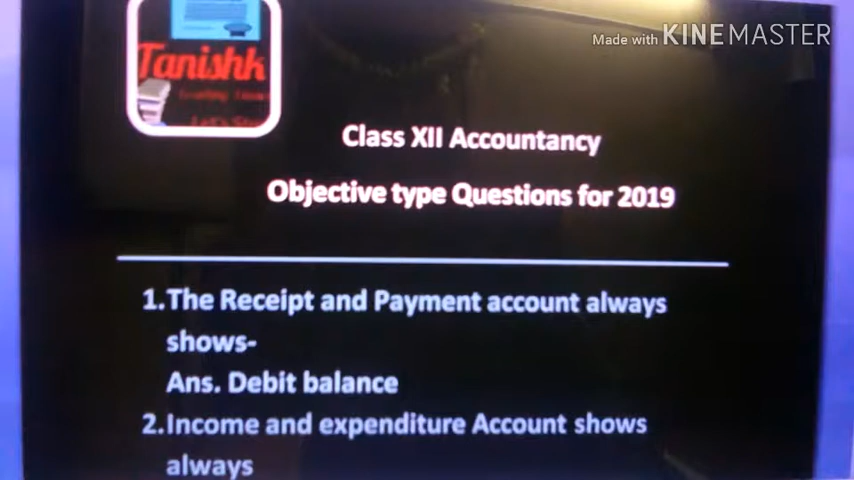 Made with KINEMASTER
Tanishk
Class XII Accountancy
Objective type Questions for 2019
1.The Receipt and Payment account always
shows-
Ans. Debit balance
2.Income and expenditure Account shows
always